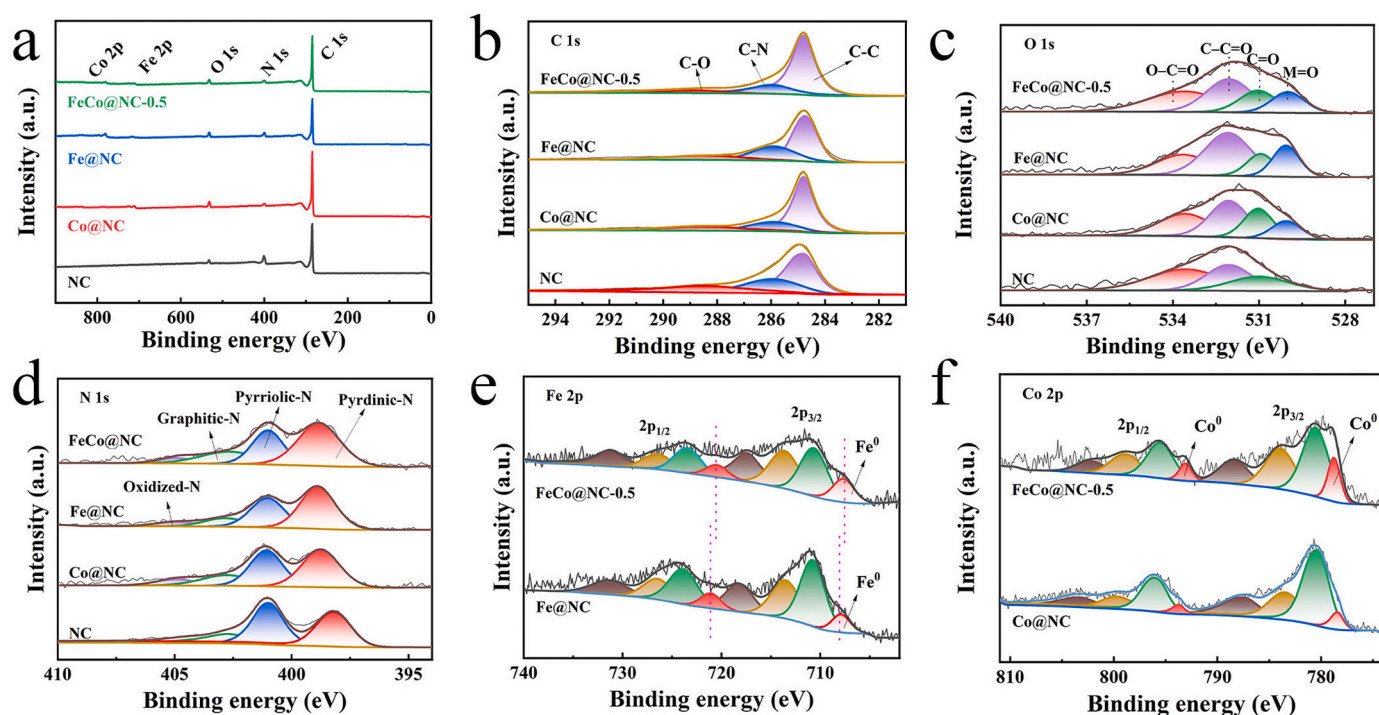 a
Co 2p
Fe 2p
O 1s
N 1s
C 1s
FeCo@NC-0.5
Fe@NC
Co@NC
NC
Intensity (a.u.)
800 600 400 200 0
Binding energy (eV)
b
C 1s
C-O
C-N
C-C
FeCo@NC-0.5
Fe@NC
Co@NC
NC
Intensity (a.u.)
294 292 290 288 286 284 282
Binding energy (eV)
c
O 1s
C-C=O
O-C=O
C=O
M=O
FeCo@NC-0.5
Fe@NC
Co@NC
NC
Intensity (a.u.)
540 537 534 531 528
Binding energy (eV)
d
N 1s
Pyrriolic-N
Pyrdinic-N
Graphitic-N
FeCo@NC
Oxidized-N
Fe@NC
Co@NC
NC
Intensity (a.u.)
410 405 400 395
Binding energy (eV)
e
Fe 2p
2p1/2
2p3/2
Fe0
FeCo@NC-0.5
Fe0
Fe@NC
Intensity (a.u.)
740 730 720 710
Binding energy (eV)
f
Co 2p
2p1/2
2p3/2
Co0
Co0
FeCo@NC-0.5
Co@NC
Intensity (a.u.)
810 800 790 780
Binding energy (eV)